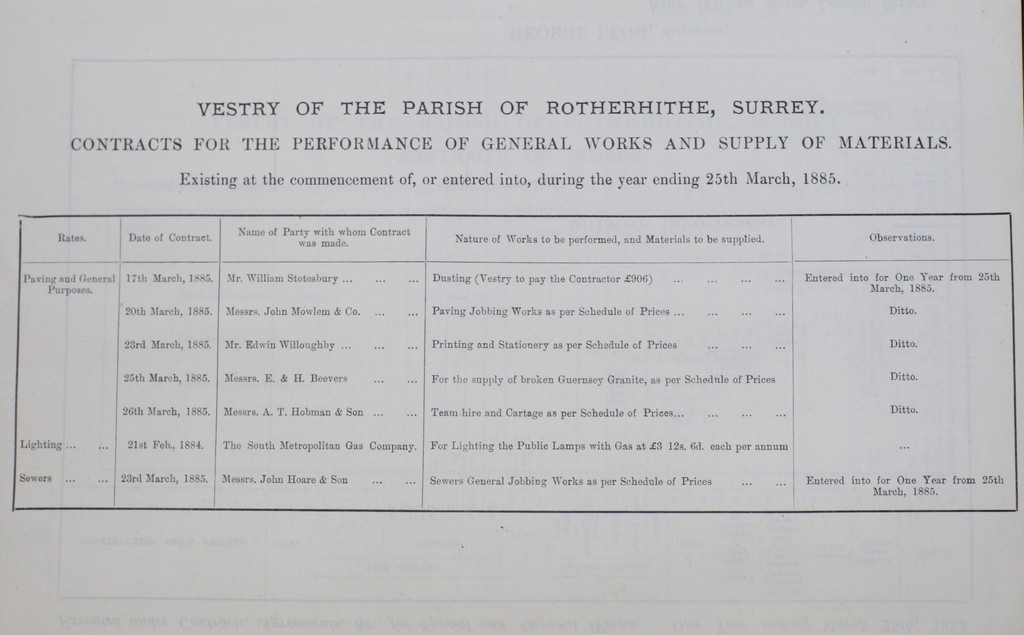 VESTRY OF THE PARISH OF ROTHERHITHE, SURREY.
CONTRACTS FOR THE PERFORMANCE OF GENERAL WORKS AND SUPPLY OF MATERIALS.
Existing at the commencement of, or entered into, during the year ending 25th March, 1885.
Rates. Date of Contract. Name of Party with whom Contract was made. Nature of Works to be performed, and Materials to be supplied. Observations.
Paving and General Purposes. 17th March, 1885. Mr. William Stotesbury ... ... ... Dusting (Vestry to pay the Contractor £906) ... ... ... ... Entered into for One Year from 25th March, 1885.
20th March, 1885. Messrs. John Mowlem & Co. ... ... Paving Jobbing Works as per Schedule of Prices ... ... ... ... Ditto.
23rd March, 1885. Mr. Edwin Willoughby ... ... ... Printing and Stationery as per Schedule of Prices ... ... ... Ditto.
25th March, 1885. Messrs. E. & H. Beevers ... ... For the supply of broken Guernsey Granite, as per Schedule of Prices Ditto.
26th March, 1885. Messrs. A. T. Hobman & Son ... ... Team-hire and Cartage as per Schedule of Prices... ... ... ... Ditto.
Lighting ... ... 21st Feb., 1884. The South Metropolitan Gas Company. For Lighting the Public Lamps with Gas at £3 12s. 6d. each per annum ...
Sewers ... ... 23rd March, 1885. Messrs. John Hoare & Son ... ... Sewers General Jobbing Works as per Schedule of Prices ... ... Entered into for One Year from 25th March, 1885.